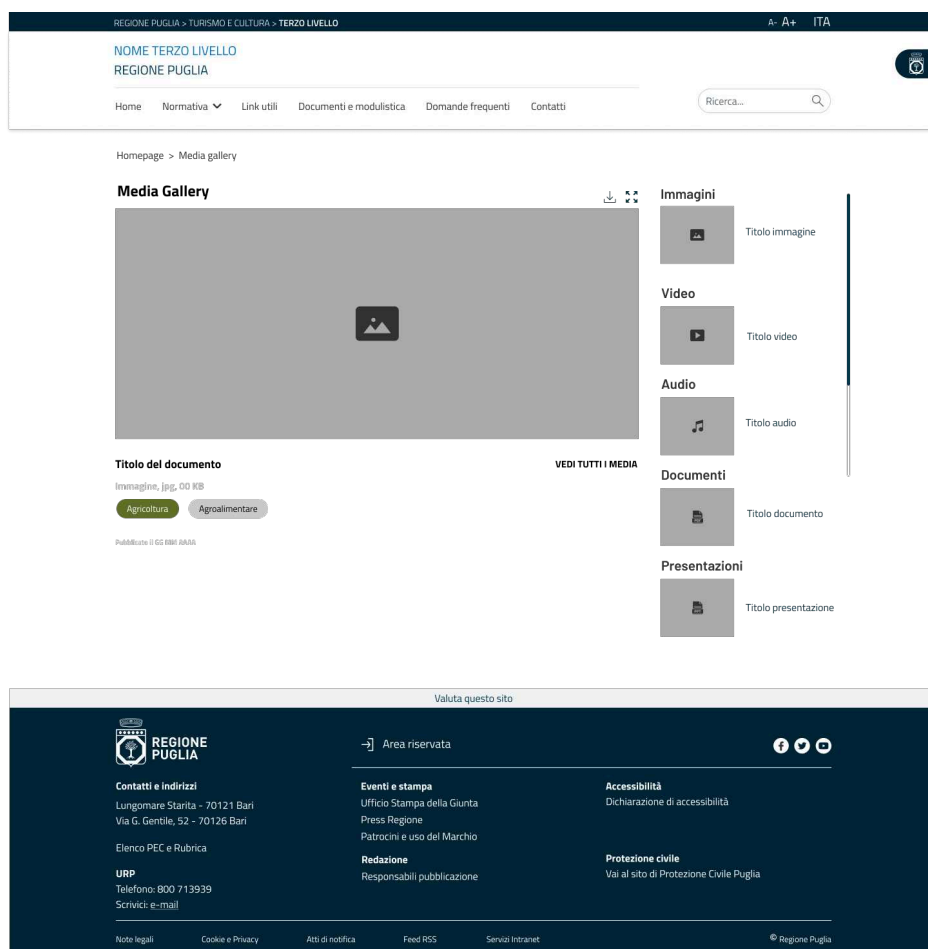 REGIONE PUGLIA > TURISMO E CULTURA > TERZO LIVELLO
A- A+ ITA
NOME TERZO LIVELLO
REGIONE PUGLIA
Home Normativa Link utili Documenti e modulistica Domande frequenti Contatti
Ricerca...
Homepage > Media gallery
Media Gallery
Titolo del documento
VEDI TUTTI I MEDIA
Immagine, jpg, 00 KB
Agricoltura Agroalimentare
Pubblicato il GG MM AAAA
Immagini
Titolo immagine
Video
Titolo video
Audio
Titolo audio
Documenti
Titolo documento
Presentazioni
Titolo presentazione
Valuta questo sito
REGIONE
PUGLIA
Area riservata
Contatti e indirizzi
Lungomare Starita - 70121 Bari
Via G. Gentile, 52 - 70126 Bari
Elenco PEC e Rubrica
URP
Telefono: 800 713939
Scrivici: e-mail
Eventi e stampa
Ufficio Stampa della Giunta
Press Regione
Patrocini e uso del Marchio
Redazione
Responsabili pubblicazione
Accessibilità
Dichiarazione di accessibilità
Protezione civile
Vai al sito di Protezione Civile Puglia
Note legali Cookie e Privacy Atti di notifica Feed RSS Servizi Intranet
© Regione Puglia